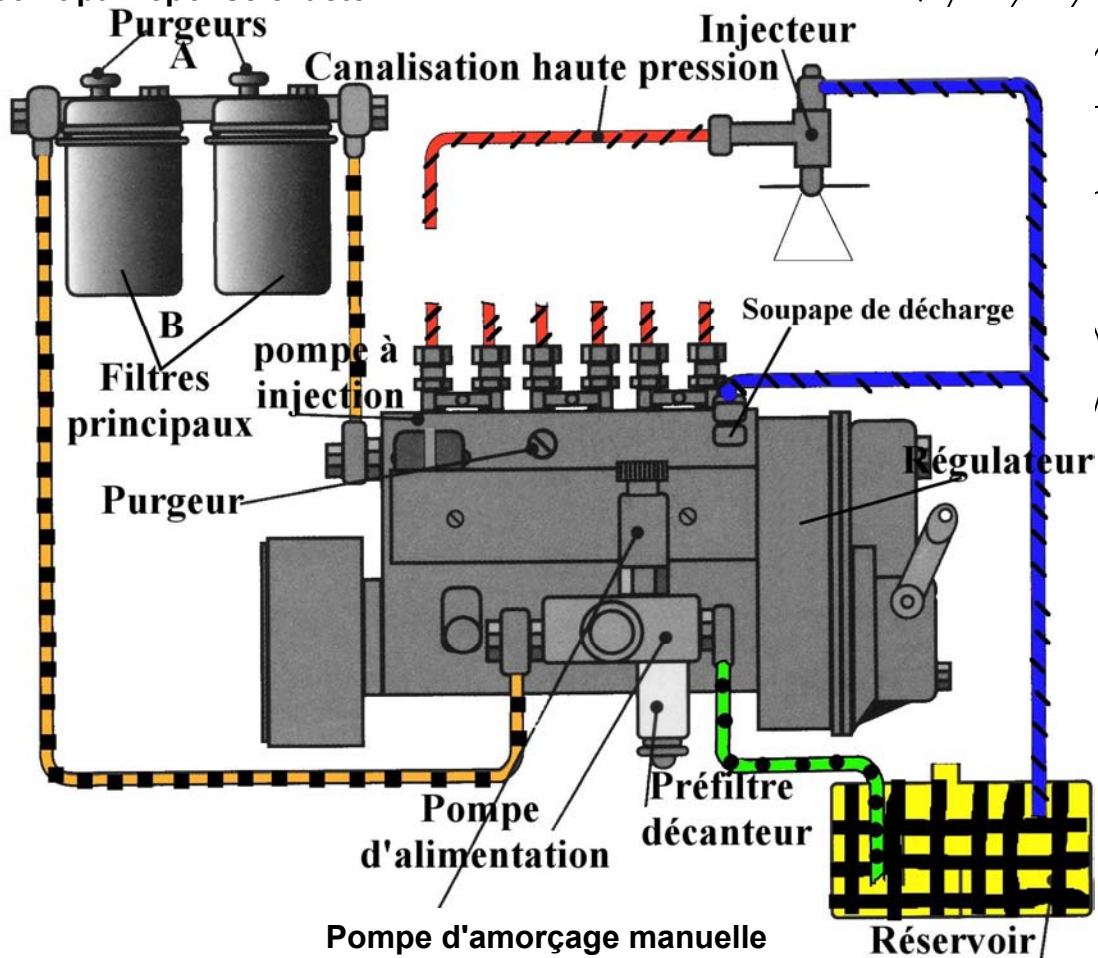 Purgeurs
A
Injecteur
Canalisation haute pression
Soupape de décharge
B
pompe à
injection
Filtres
principaux
Régulateur
Purgeur
Pompe
d'alimentation
Préfiltre
décanteur
Pompe d'amorçage manuelle
Réservoir